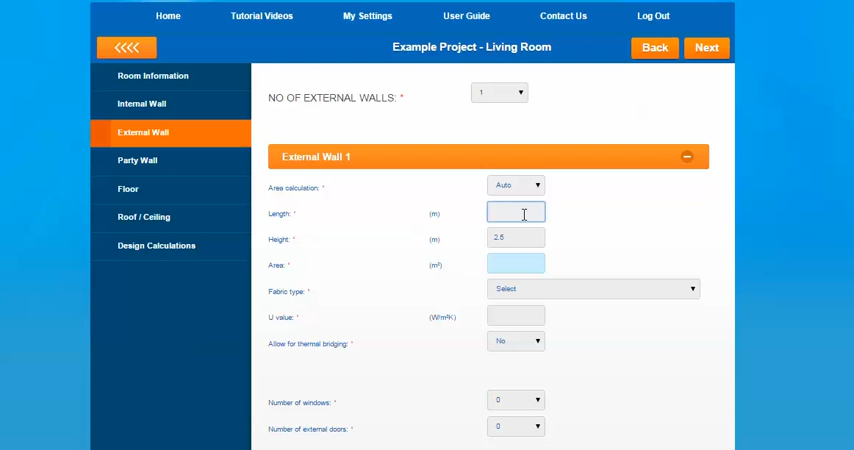 Home Tutorial Videos My Settings User Guide Contact Us Log Out
Example Project - Living Room Back Next
Room Information
Internal Wall
External Wall
Party Wall
Floor
Roof / Ceiling
Design Calculations
NO OF EXTERNAL WALLS: * 1
External Wall 1
Area calculation: * Auto
Length: * (m)
Height: * (m) 2.5
Area: * (m²)
Fabric type: * Select
U value: * (W/m²K)
Allow for thermal bridging: * No
Number of windows: * 0
Number of external doors: * 0